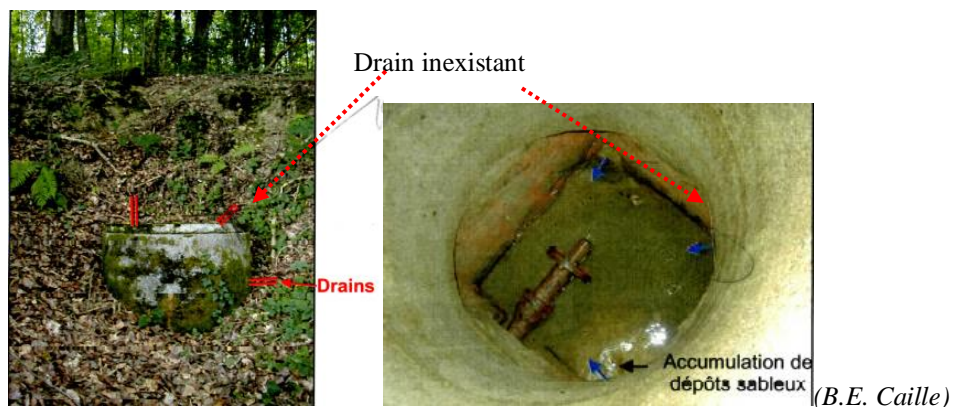 Drain inexistant
Drains
Accumulation de
dépôts sableux
(B.E. Caille)